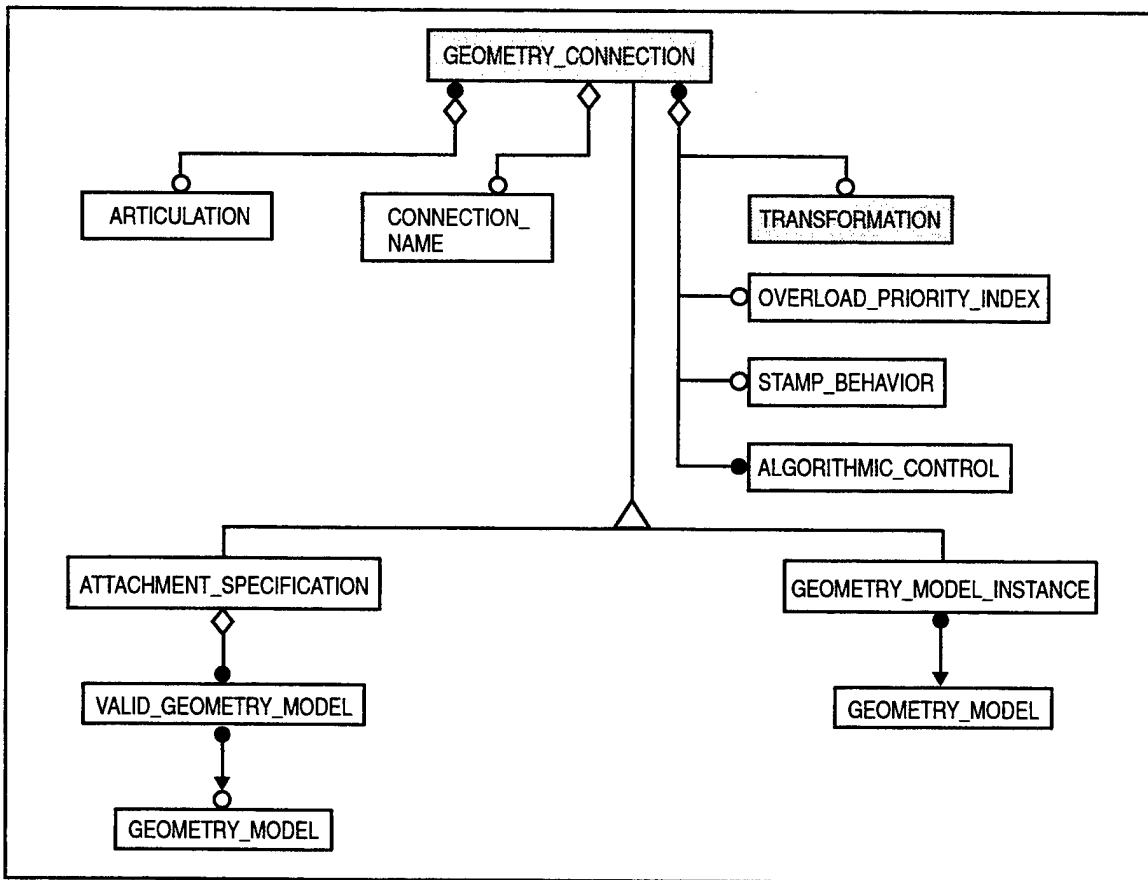 GEOMETRY_CONNECTION
ARTICULATION
CONNECTION_
NAME
TRANSFORMATION
OVERLOAD_PRIORITY_INDEX
STAMP_BEHAVIOR
ALGORITHMIC_CONTROL
ATTACHMENT_SPECIFICATION
GEOMETRY_MODEL_INSTANCE
VALID_GEOMETRY_MODEL
GEOMETRY_MODEL
GEOMETRY_MODEL